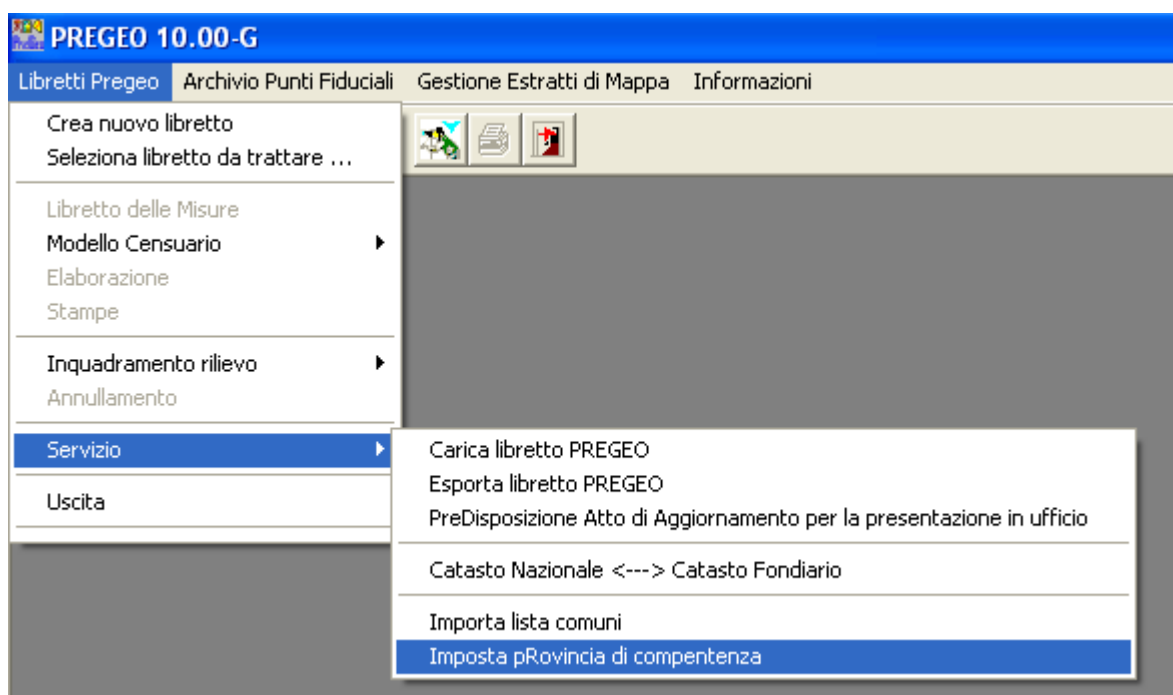 PREGEO 10.00-G
Libretti Pregeo Archivio Punti Fiduciali Gestione Estratti di Mappa Informazioni
Crea nuovo libretto
Seleziona libretto da trattare ...
Libretto delle Misure
Modello Censuario
Elaborazione
Stampe
Inquadramento rilievo
Annullamento
Servizio
Uscita
Carica libretto PREGEO
Esporta libretto PREGEO
PreDisposizione Atto di Aggiornamento per la presentazione in ufficio
Catasto Nazionale <---> Catasto Fondiario
Importa lista comuni
Imposta pRovincia di compentenza